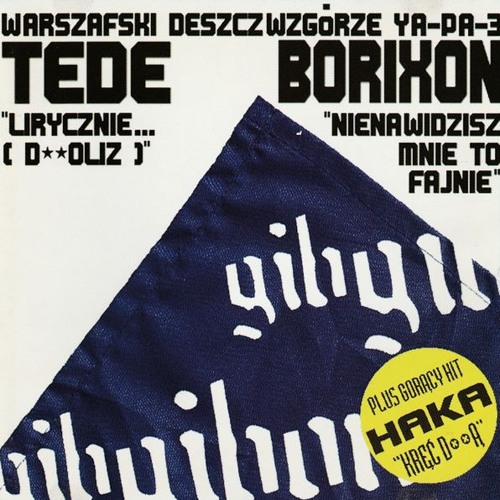 WARSZAFSKI DESZCZ
TEDE
"LIRYCZNIE...
( D**OLIZ )"
WZGÓRZE YA-PA-3
BORIXON
"NIENAWIDZISZ
MNIE TO
FAJNIE"
PLUS GORĄCY HIT
HAKA
"KRĘĆ D**A"